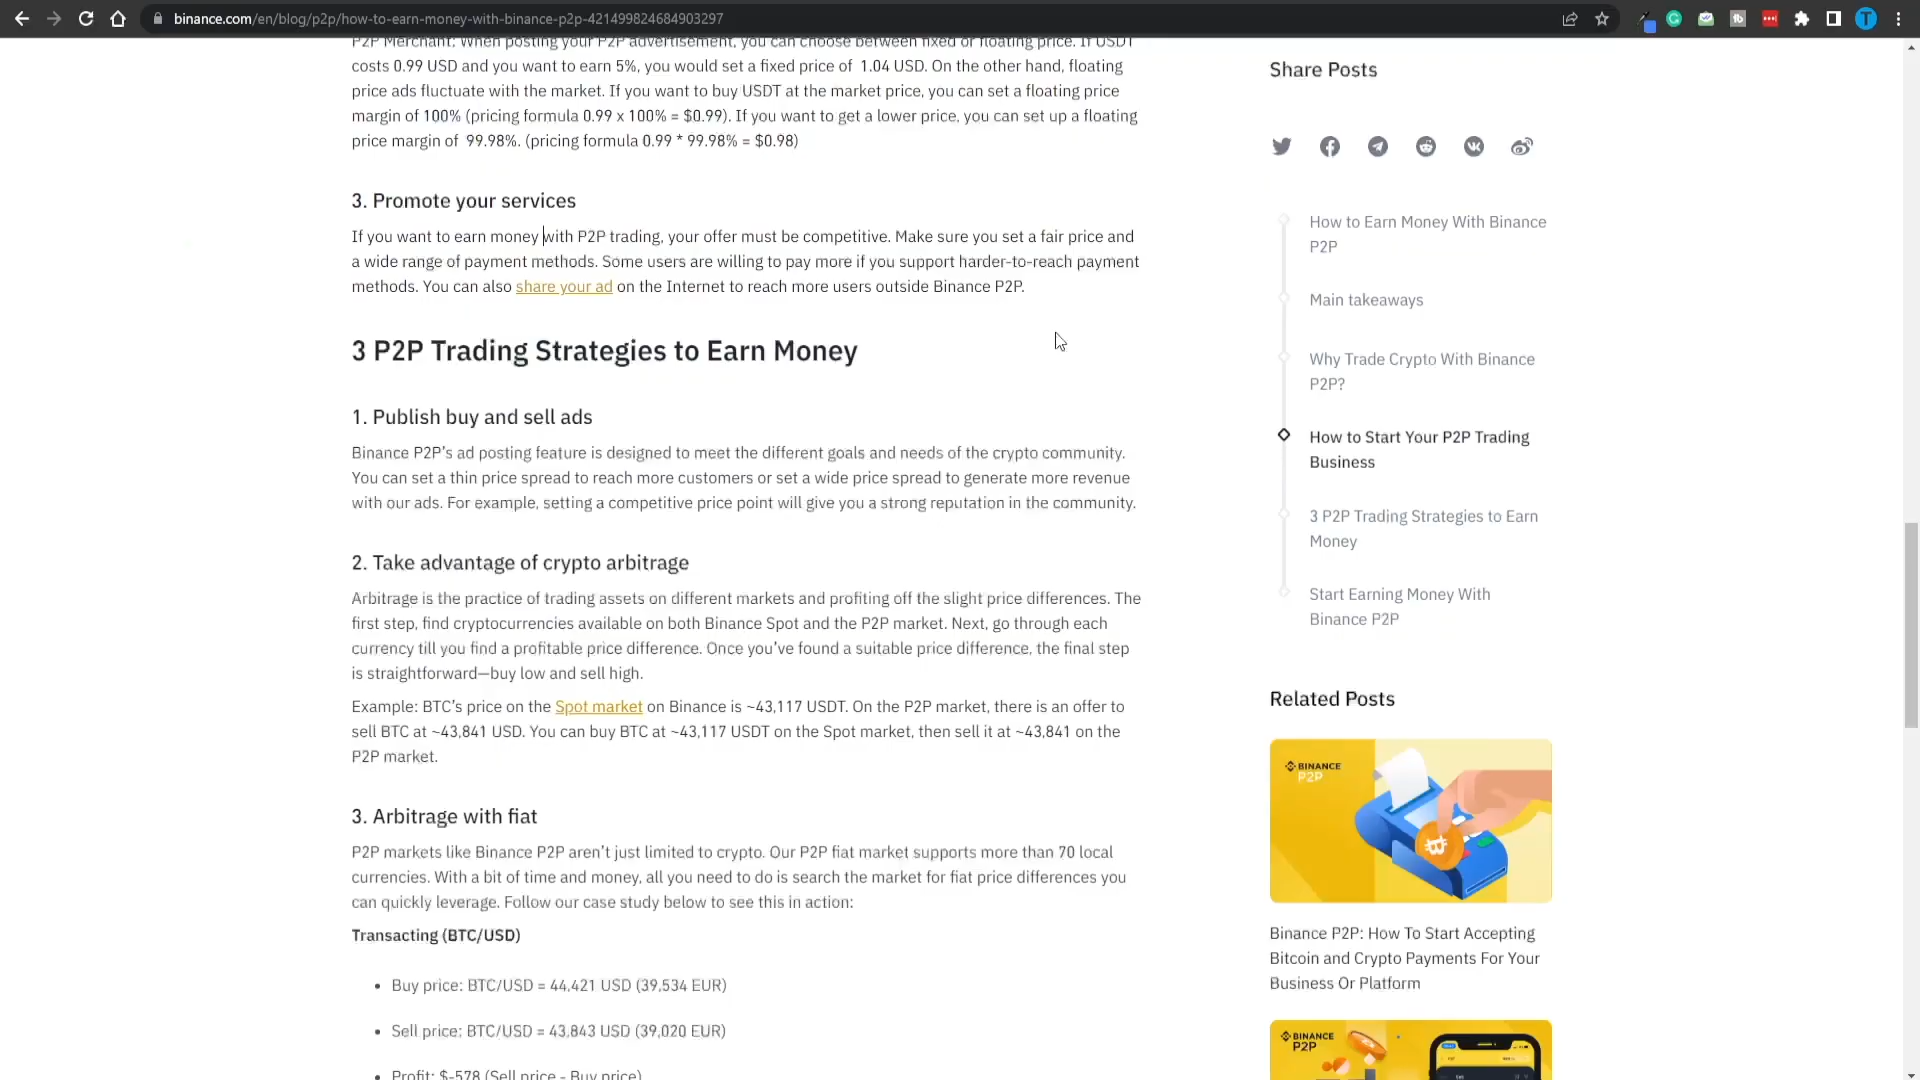 binance.com/en/blog/p2p/how-to-earn-money-with-binance-p2p-421499824684903297
P2P Merchant: When posting your P2P advertisement, you can choose between fixed or floating price. If USDT
costs 0.99 USD and you want to earn 5%, you would set a fixed price of 1.04 USD. On the other hand, floating
price ads fluctuate with the market. If you want to buy USDT at the market price, you can set a floating price
margin of 100% (pricing formula 0.99 x 100% = $0.99). If you want to get a lower price, you can set up a floating
price margin of 99.98%. (pricing formula 0.99 * 99.98% = $0.98)
3. Promote your services
If you want to earn money with P2P trading, your offer must be competitive. Make sure you set a fair price and
a wide range of payment methods. Some users are willing to pay more if you support harder-to-reach payment
methods. You can also share your ad on the Internet to reach more users outside Binance P2P.
3 P2P Trading Strategies to Earn Money
1. Publish buy and sell ads
Binance P2P's ad posting feature is designed to meet the different goals and needs of the crypto community.
You can set a thin price spread to reach more customers or set a wide price spread to generate more revenue
with our ads. For example, setting a competitive price point will give you a strong reputation in the community.
2. Take advantage of crypto arbitrage
Arbitrage is the practice of trading assets on different markets and profiting off the slight price differences. The
first step, find cryptocurrencies available on both Binance Spot and the P2P market. Next, go through each
currency till you find a profitable price difference. Once you've found a suitable price difference, the final step
is straightforward—buy low and sell high.
Example: BTC's price on the Spot market on Binance is ~43,117 USDT. On the P2P market, there is an offer to
sell BTC at ~43,841 USD. You can buy BTC at ~43,117 USDT on the Spot market, then sell it at ~43,841 on the
P2P market.
3. Arbitrage with fiat
P2P markets like Binance P2P aren't just limited to crypto. Our P2P fiat market supports more than 70 local
currencies. With a bit of time and money, all you need to do is search the market for fiat price differences you
can quickly leverage. Follow our case study below to see this in action:
Transacting (BTC/USD)
• Buy price: BTC/USD = 44,421 USD (39,534 EUR)
• Sell price: BTC/USD = 43,843 USD (39,020 EUR)
• Profit: $-578 (Sell price - Buy price)
Share Posts
How to Earn Money With Binance
P2P
Main takeaways
Why Trade Crypto With Binance
P2P?
How to Start Your P2P Trading
Business
3 P2P Trading Strategies to Earn
Money
Start Earning Money With
Binance P2P
Related Posts
BINANCE
P2P
Binance P2P: How To Start Accepting
Bitcoin and Crypto Payments For Your
Business Or Platform
BINANCE
P2P